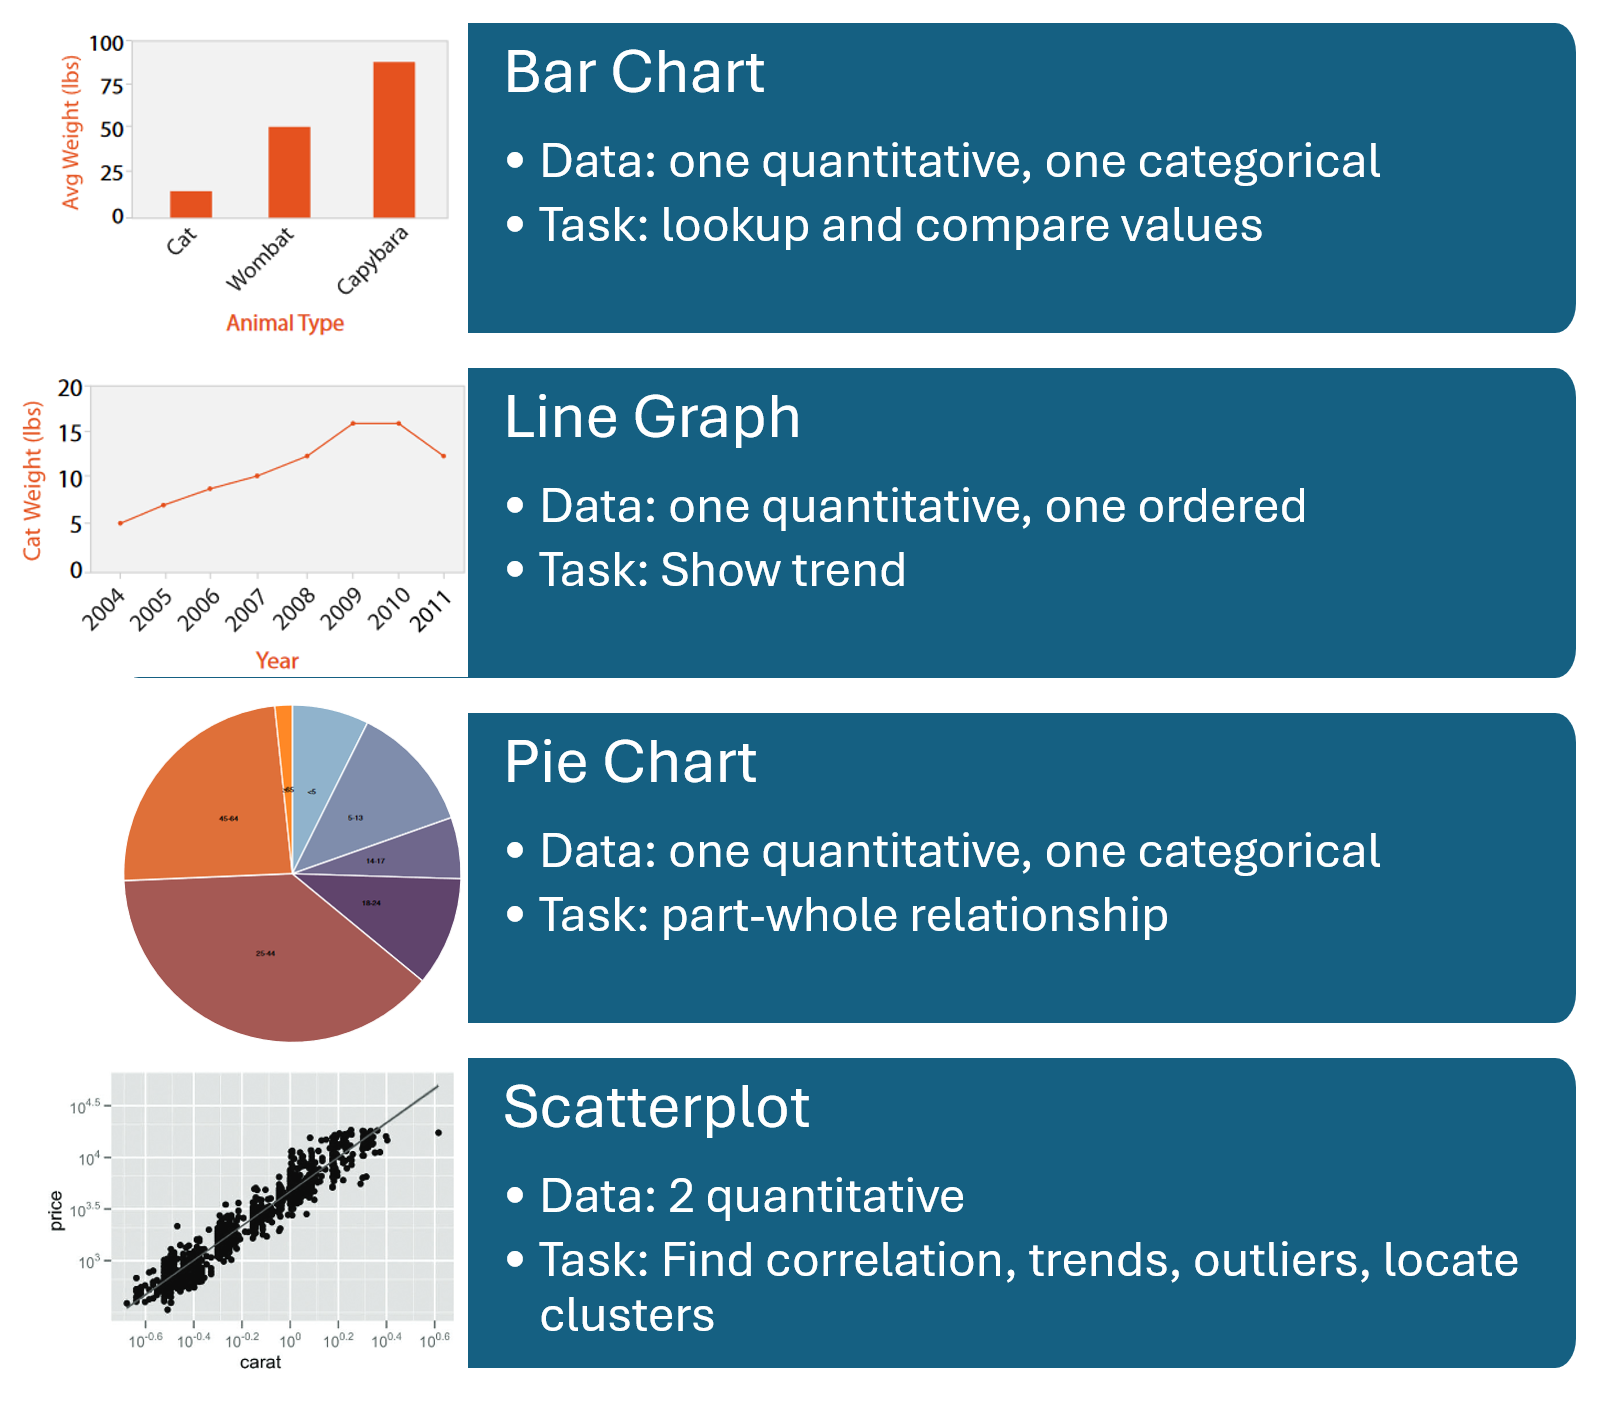 100
75
50
25
0
Avg Weight (lbs)
Cat
Wombat
Capybara
Animal Type
Bar Chart
• Data: one quantitative, one categorical
• Task: lookup and compare values
20
15
10
5
0
Cat Weight (lbs)
2004
2005
2006
2007
2008
2009
2010
2011
Year
Line Graph
• Data: one quantitative, one ordered
• Task: Show trend
<5
5-13
14-17
18-24
25-44
45-64
Pie Chart
• Data: one quantitative, one categorical
• Task: part-whole relationship
10^4.5
10^4
10^3.5
10^3
price
10^-0.6
10^-0.4
10^-0.2
10^0
10^0.2
10^0.4
10^0.6
carat
Scatterplot
• Data: 2 quantitative
• Task: Find correlation, trends, outliers, locate
clusters